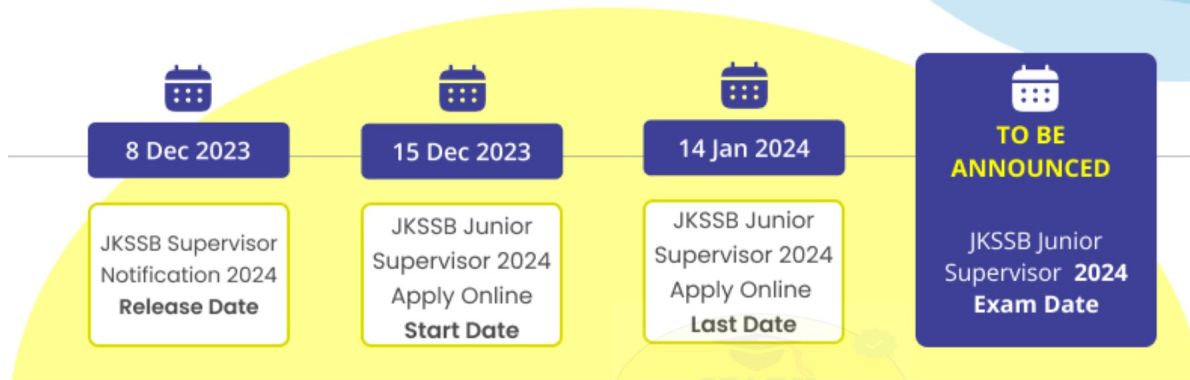 8 Dec 2023
JKSSB Supervisor
Notification 2024
Release Date
15 Dec 2023
JKSSB Junior
Supervisor 2024
Apply Online
Start Date
14 Jan 2024
JKSSB Junior
Supervisor 2024
Apply Online
Last Date
TO BE
ANNOUNCED
JKSSB Junior
Supervisor 2024
Exam Date